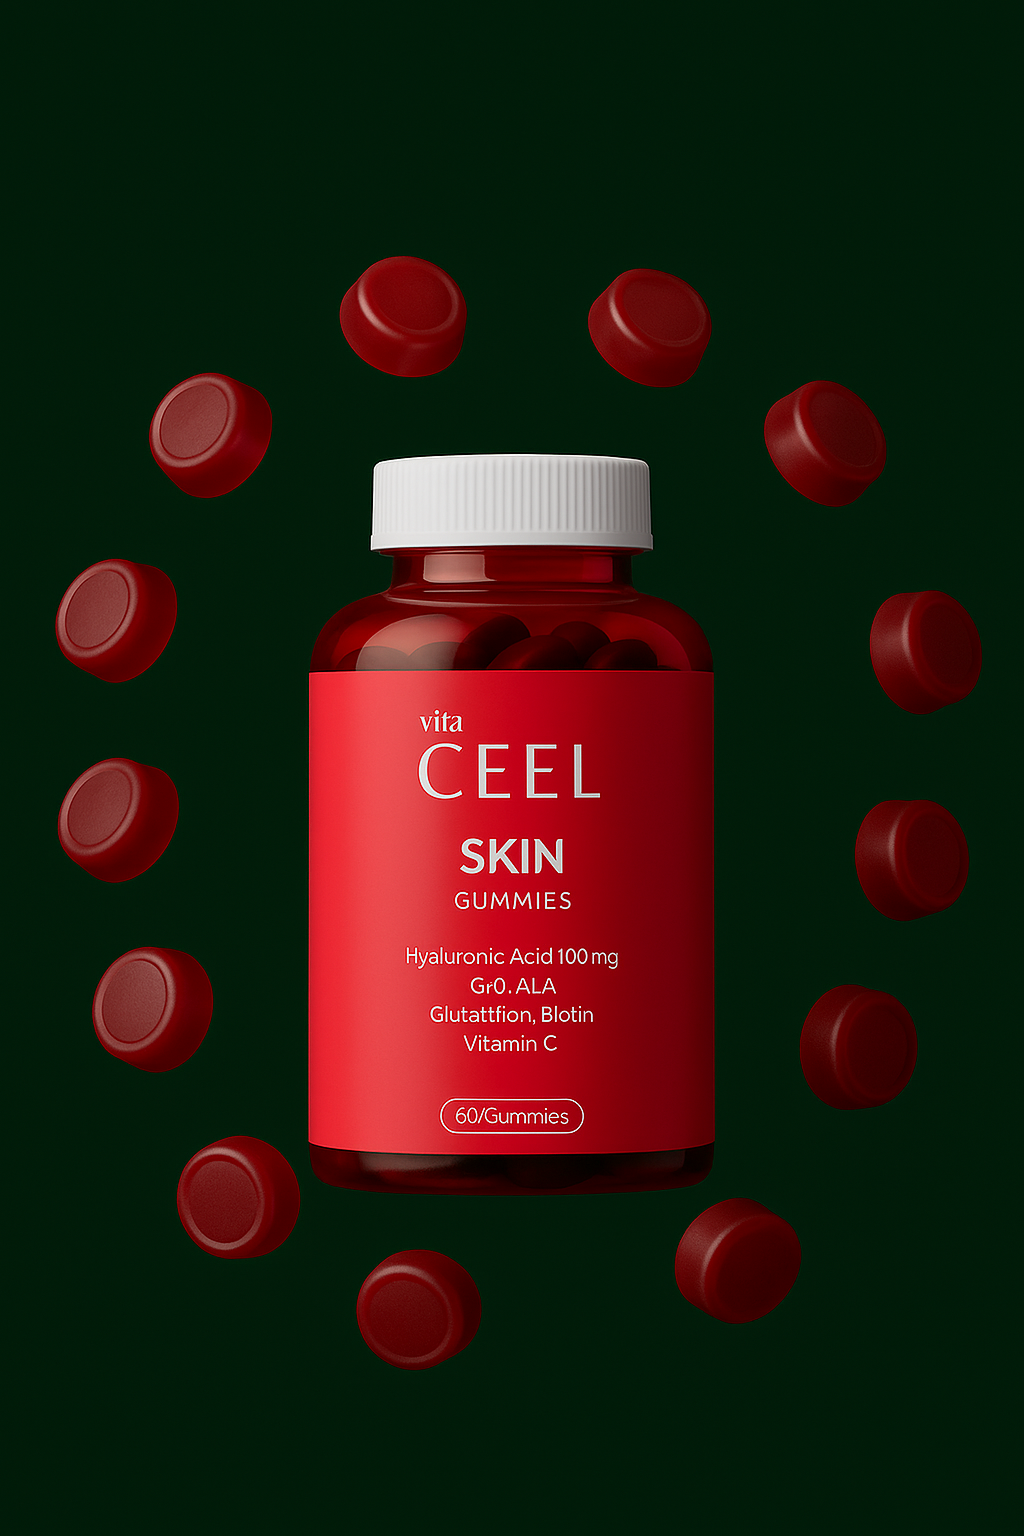 vita
CEEL
SKIN
GUMMIES
Hyaluronic Acid 100 mg
Gr0. ALA
Glutattfion, Blotin
Vitamin C
60/Gummies